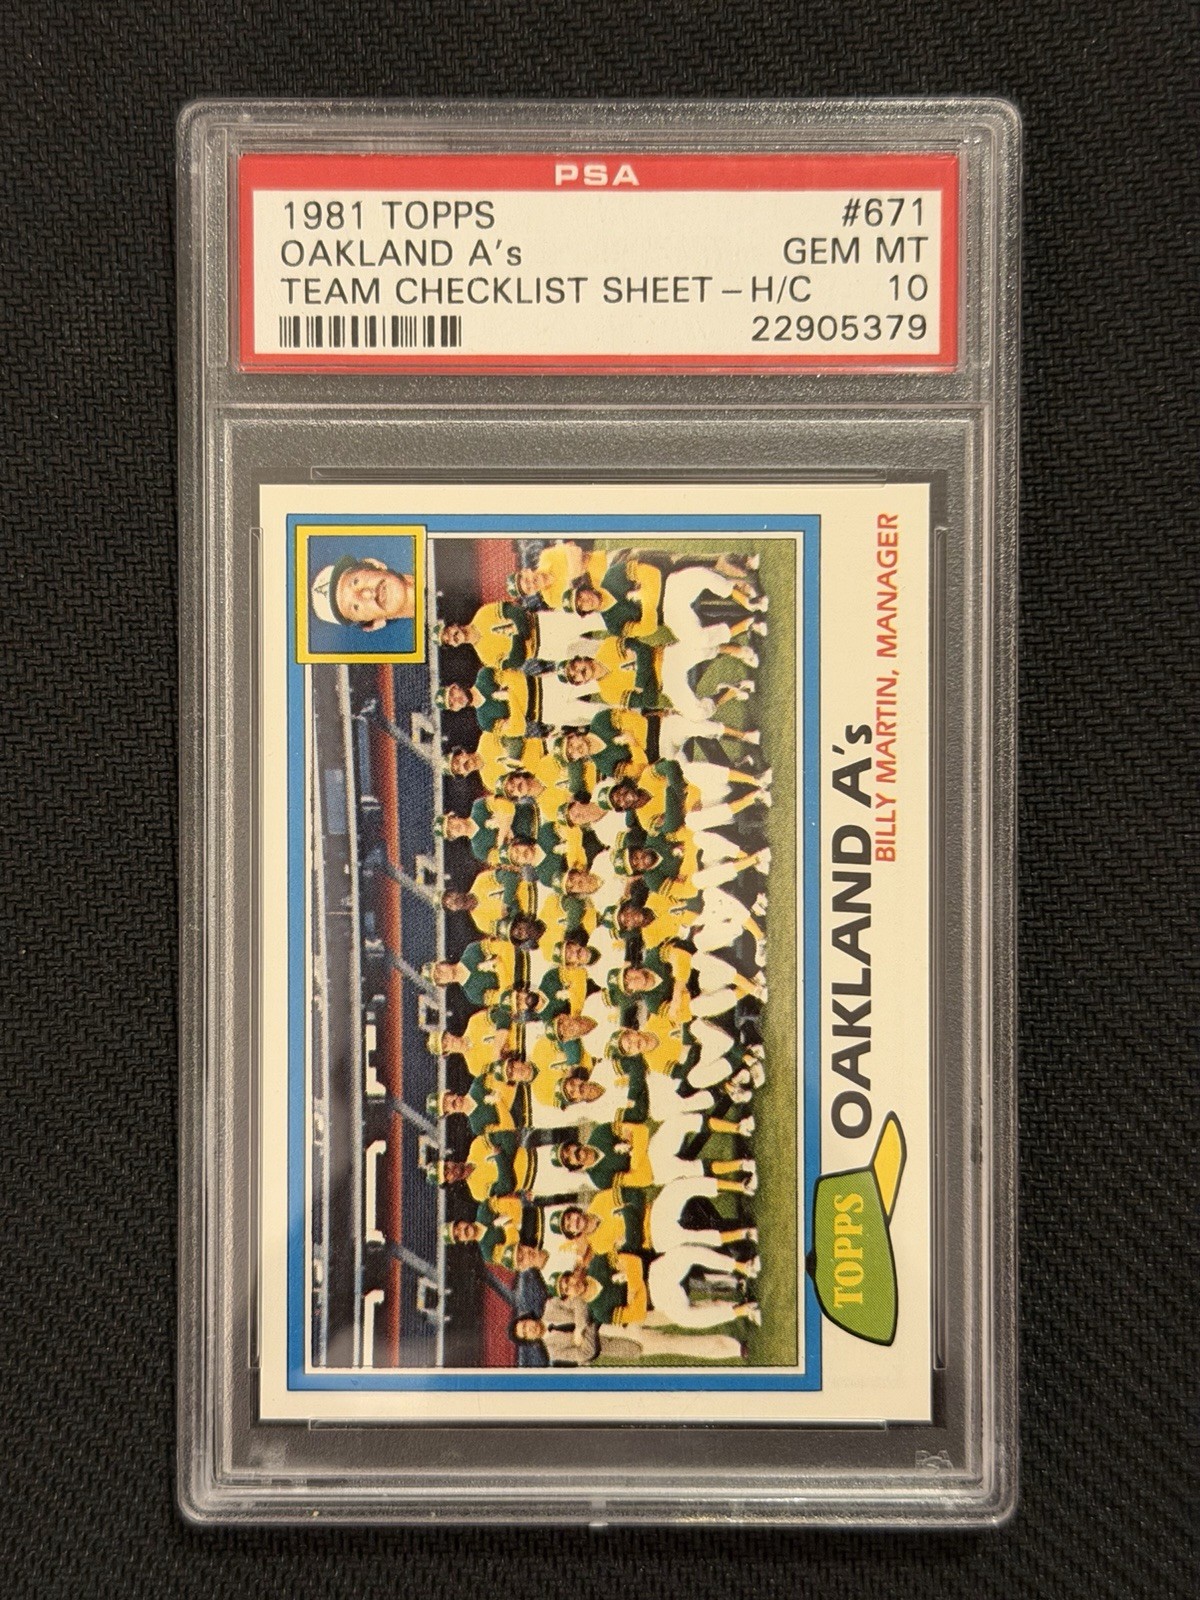 PSA
1981 TOPPS #671
OAKLAND A's GEM MT
TEAM CHECKLIST SHEET – H/C 10
22905379
OAKLAND A's
BILLY MARTIN, MANAGER
TOPPS